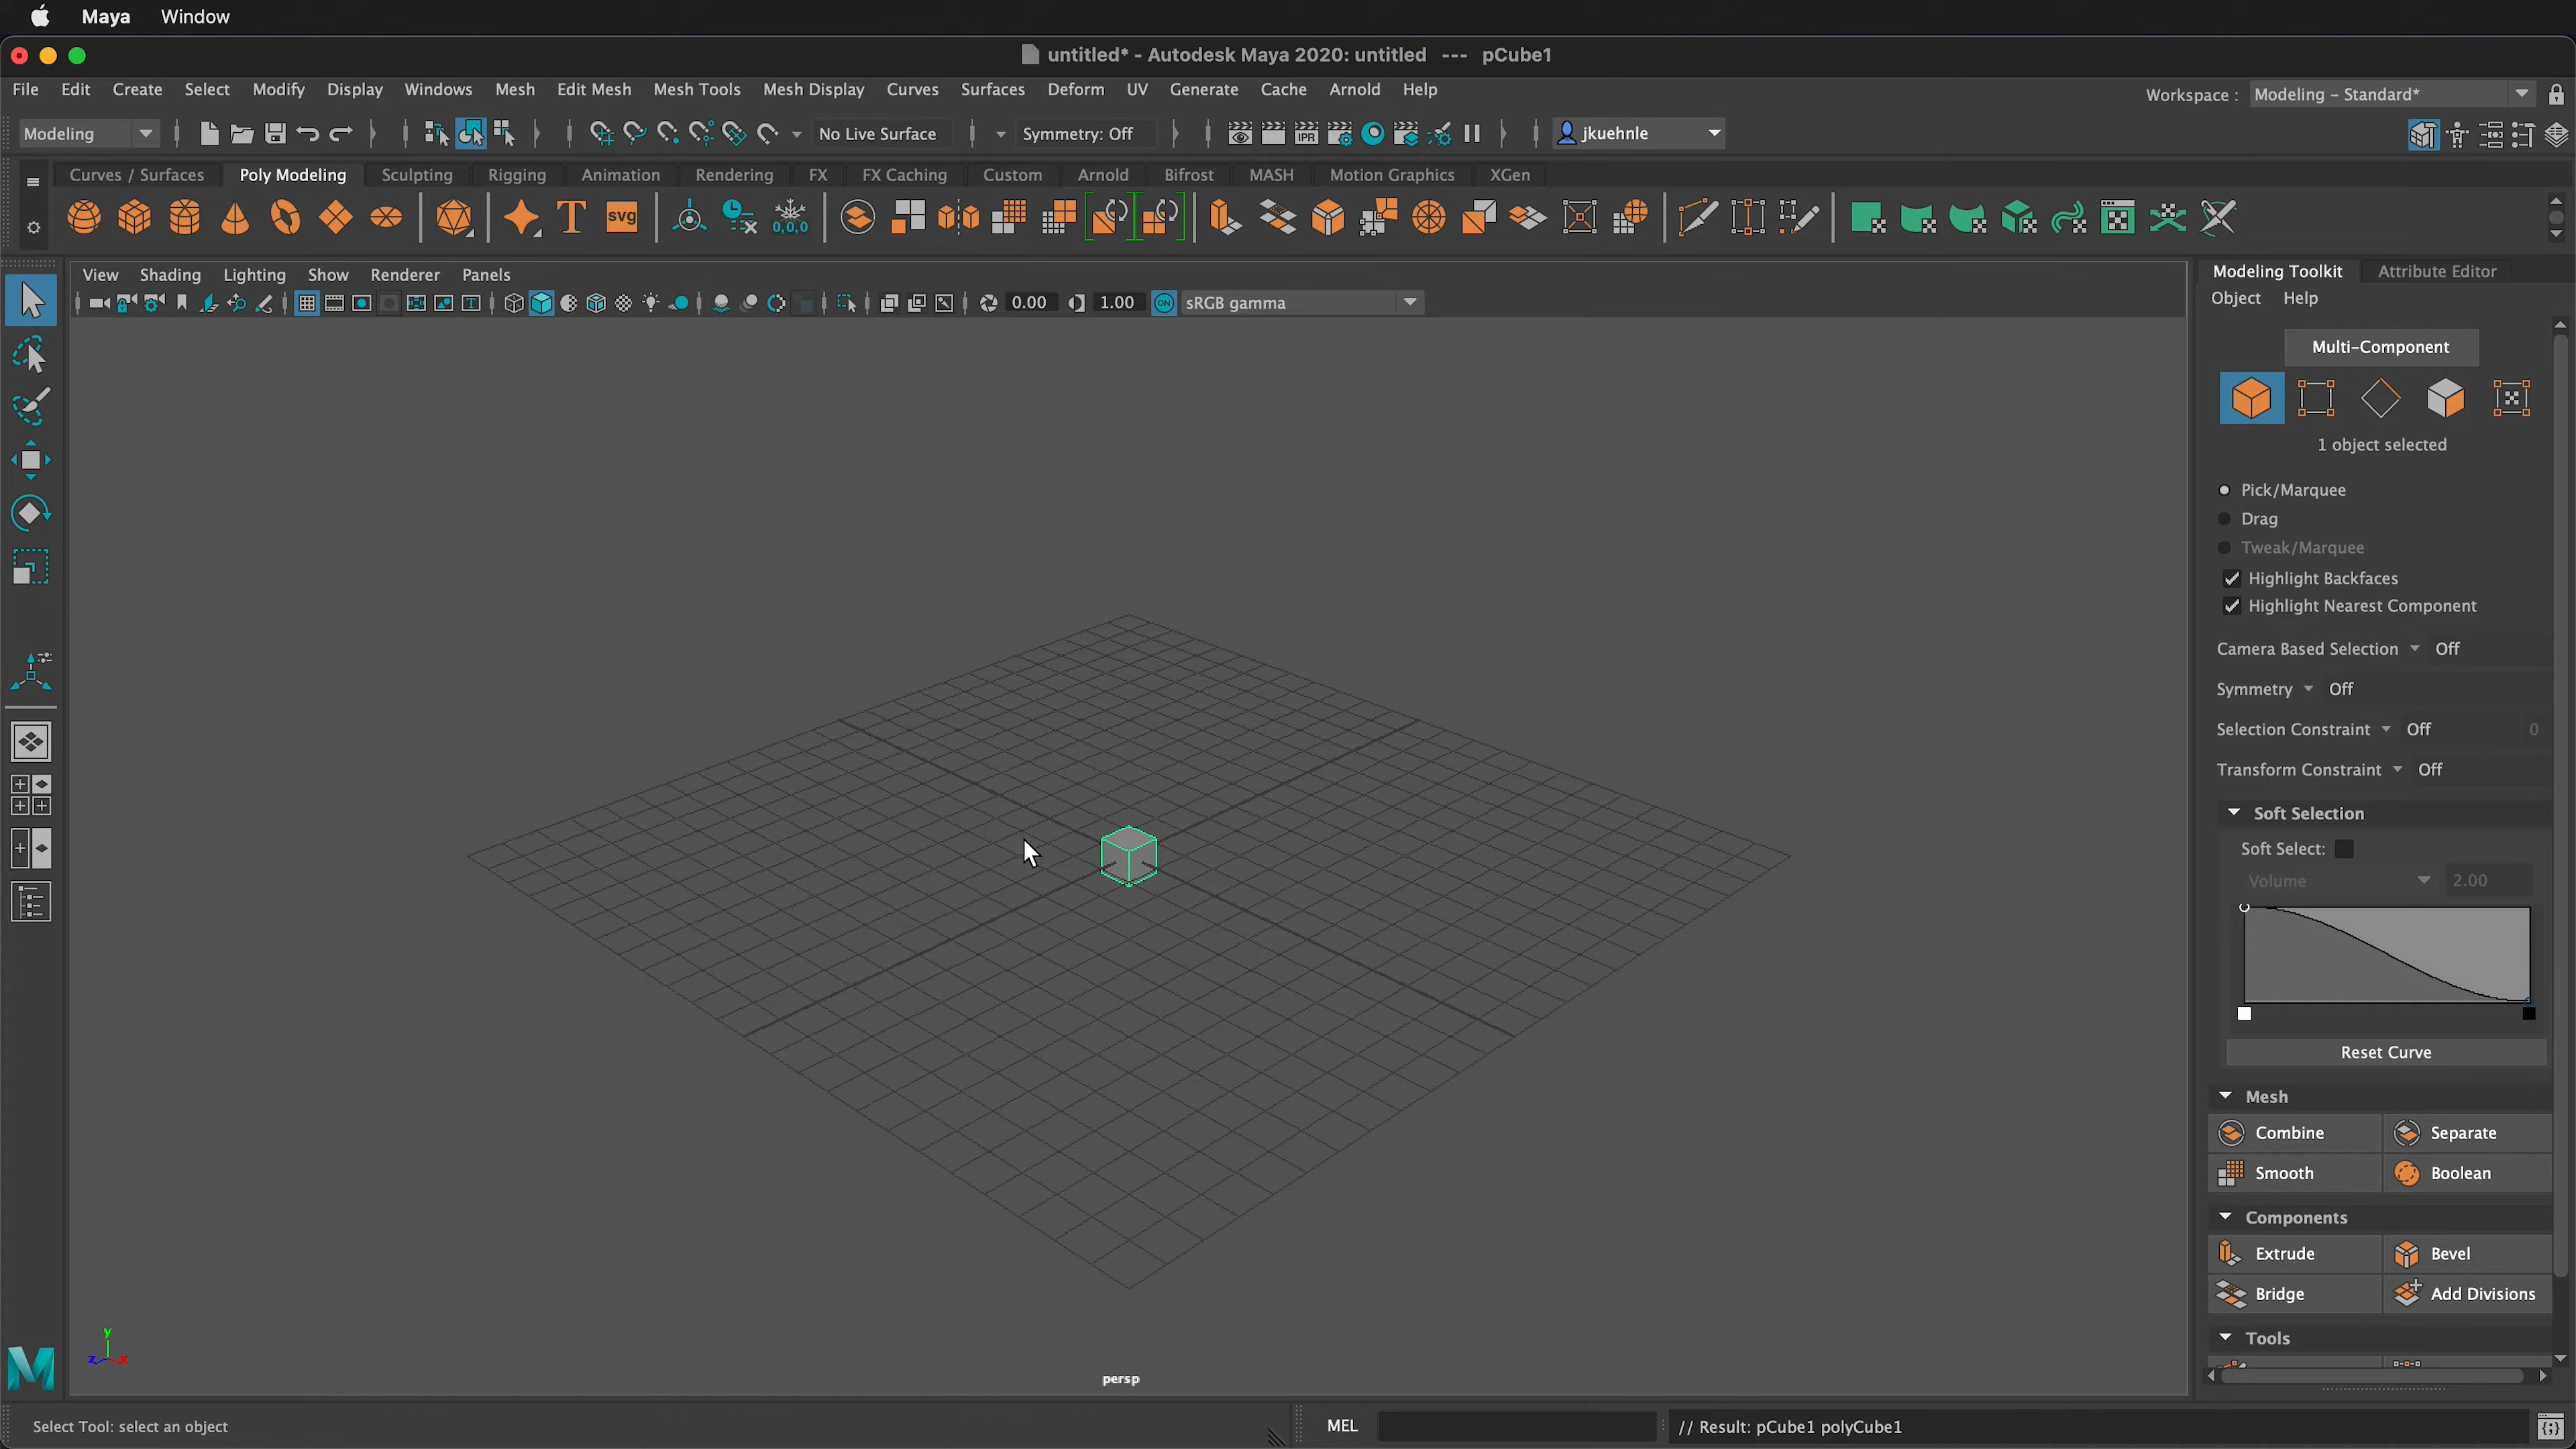 Maya Window
untitled* - Autodesk Maya 2020: untitled --- pCube1
File Edit Create Select Modify Display Windows Mesh Edit Mesh Mesh Tools Mesh Display Curves Surfaces Deform UV Generate Cache Arnold Help
Workspace : Modeling - Standard*
Modeling No Live Surface Symmetry: Off IPR jkuehnle
Curves / Surfaces Poly Modeling Sculpting Rigging Animation Rendering FX FX Caching Custom Arnold Bifrost MASH Motion Graphics XGen
T svg 0,0,0
View Shading Lighting Show Renderer Panels
0.00 1.00 ON sRGB gamma
Modeling Toolkit Attribute Editor
Object Help
Multi-Component
1 object selected
Pick/Marquee
Drag
Tweak/Marquee
Highlight Backfaces
Highlight Nearest Component
Camera Based Selection Off
Symmetry Off
Selection Constraint Off 0
Transform Constraint Off
Soft Selection
Soft Select:
Volume 2.00
Reset Curve
Mesh
Combine Separate
Smooth Boolean
Components
Extrude Bevel
Bridge Add Divisions
Tools
y
z x
persp
M
Select Tool: select an object
MEL
// Result: pCube1 polyCube1